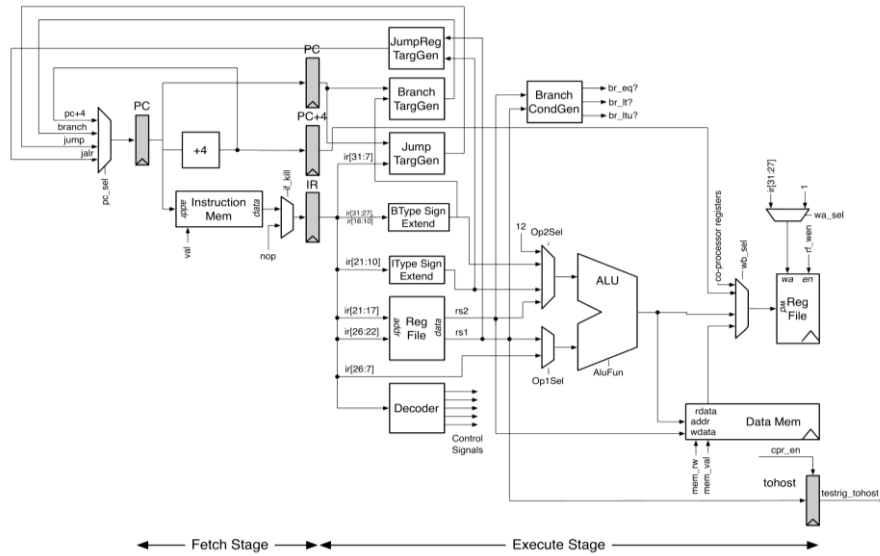 PC
JumpReg
TargGen
PC
Branch
TargGen
Branch
CondGen
br_eq?
br_lt?
br_ltu?
pc+4
branch
jump
jalr
PC+4
+4
Jump
TargGen
ir[31:7]
if_kill
IR
pc_sel
addr
Instruction
Mem
data
val
nop
ir[31:27]
ir[16:10]
BType Sign
Extend
12
Op2Sel
ir[31:27]
1
wa_sel
rf_wen
co-processor registers
wb_sel
ir[21:10]
IType Sign
Extend
ALU
wa
en
wd
Reg
File
ir[21:17]
ir[26:22]
addr
Reg
File
data
rs2
rs1
ir[26:7]
Op1Sel
AluFun
Decoder
Control
Signals
rdata
addr
wdata
Data Mem
mem_rw
mem_val
cpr_en
tohost
testrig_tohost
Fetch Stage
Execute Stage